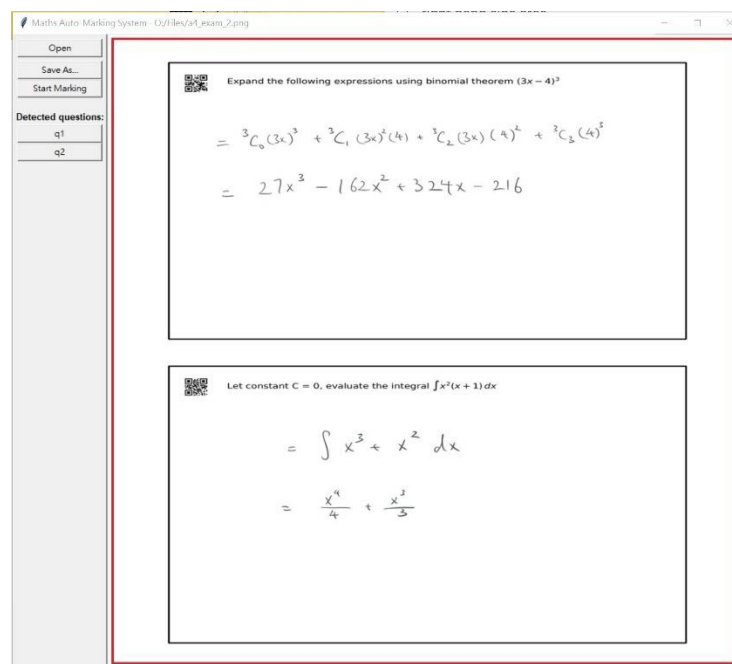 Maths Auto-Marking System - D:/Files/a4_exam_2.png
Open
Save As...
Start Marking
Detected questions:
q1
q2
Expand the following expressions using binomial theorem (3x − 4)³
= ³C₀(3x)³ + ³C₁(3x)²(4) + ³C₂(3x)(4)² + ³C₃(4)³
= 27x³ − 162x² + 324x − 216
Let constant C = 0, evaluate the integral ∫x²(x + 1) dx
= ∫ x³ + x² dx
= x⁴/4 + x³/3